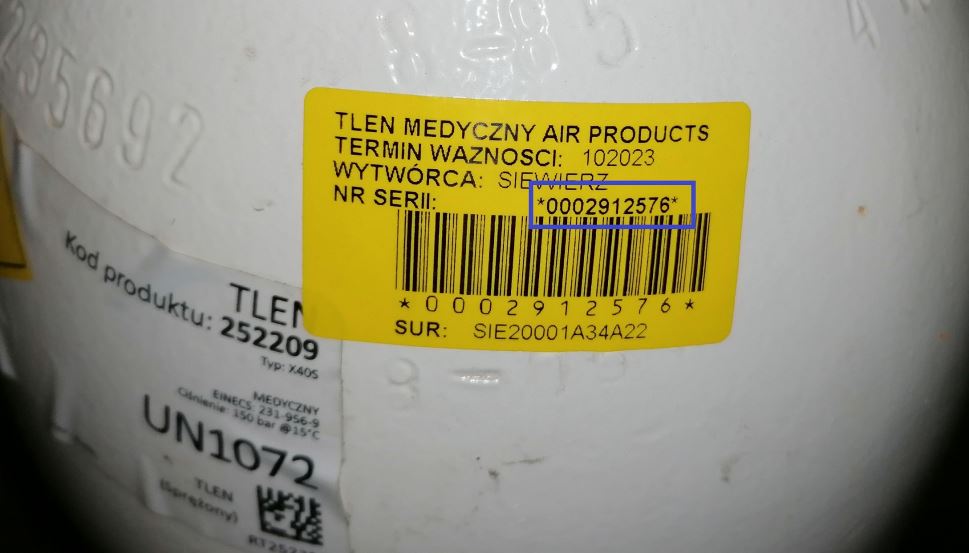 235692
TLEN MEDYCZNY AIR PRODUCTS
TERMIN WAZNOSCI: 102023
WYTWÓRCA: SIEWIERZ
NR SERII: *0002912576*
*0002912576*
SUR: SIE20001A34A22
TLEN
Kod produktu: 252209
Typ: X40S
MEDYCZNY
EINECS: 231-956-9
Ciśnienie: 150 bar @15°C
UN1072
TLEN
(sprężony)